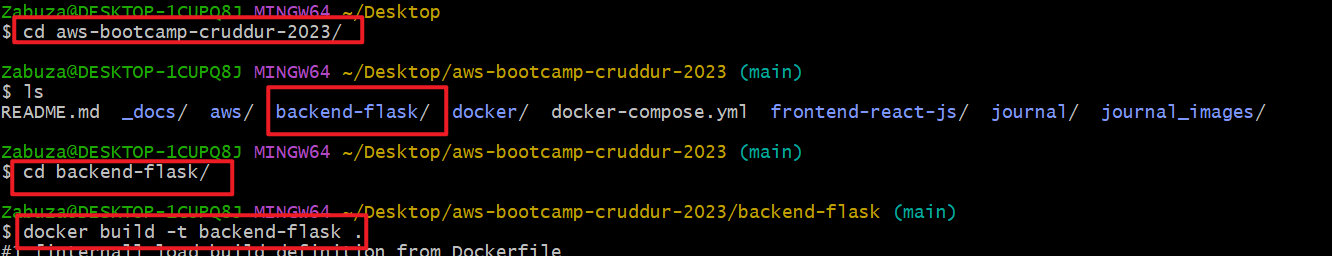 Zabuza@DESKTOP-1CUPQ8J MINGW64 ~/Desktop
$ cd aws-bootcamp-cruddur-2023/
Zabuza@DESKTOP-1CUPQ8J MINGW64 ~/Desktop/aws-bootcamp-cruddur-2023 (main)
$ ls
README.md _docs/ aws/ backend-flask/ docker/ docker-compose.yml frontend-react-js/ journal/ journal_images/
Zabuza@DESKTOP-1CUPQ8J MINGW64 ~/Desktop/aws-bootcamp-cruddur-2023 (main)
$ cd backend-flask/
Zabuza@DESKTOP-1CUPQ8J MINGW64 ~/Desktop/aws-bootcamp-cruddur-2023/backend-flask (main)
$ docker build -t backend-flask .
#1 [internal] load build definition from Dockerfile